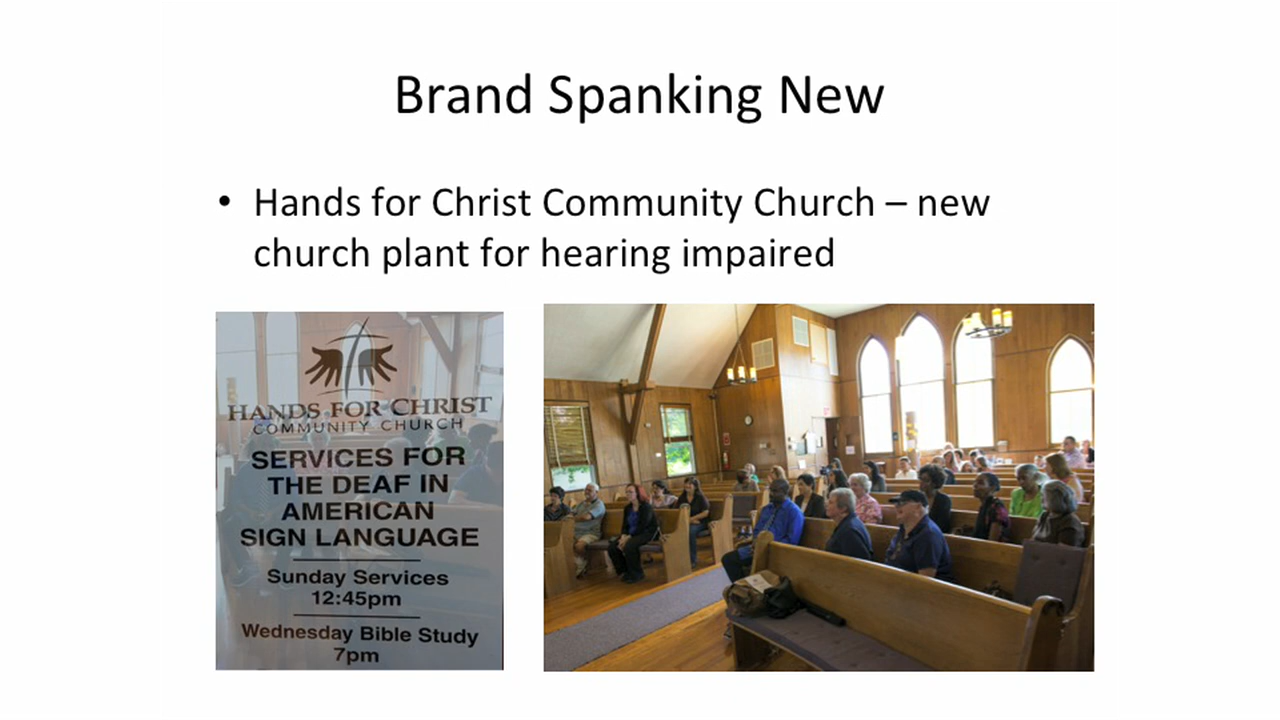 Brand Spanking New
• Hands for Christ Community Church – new
church plant for hearing impaired
HANDS FOR CHRIST
COMMUNITY CHURCH
SERVICES FOR
THE DEAF IN
AMERICAN
SIGN LANGUAGE
Sunday Services
12:45pm
Wednesday Bible Study
7pm